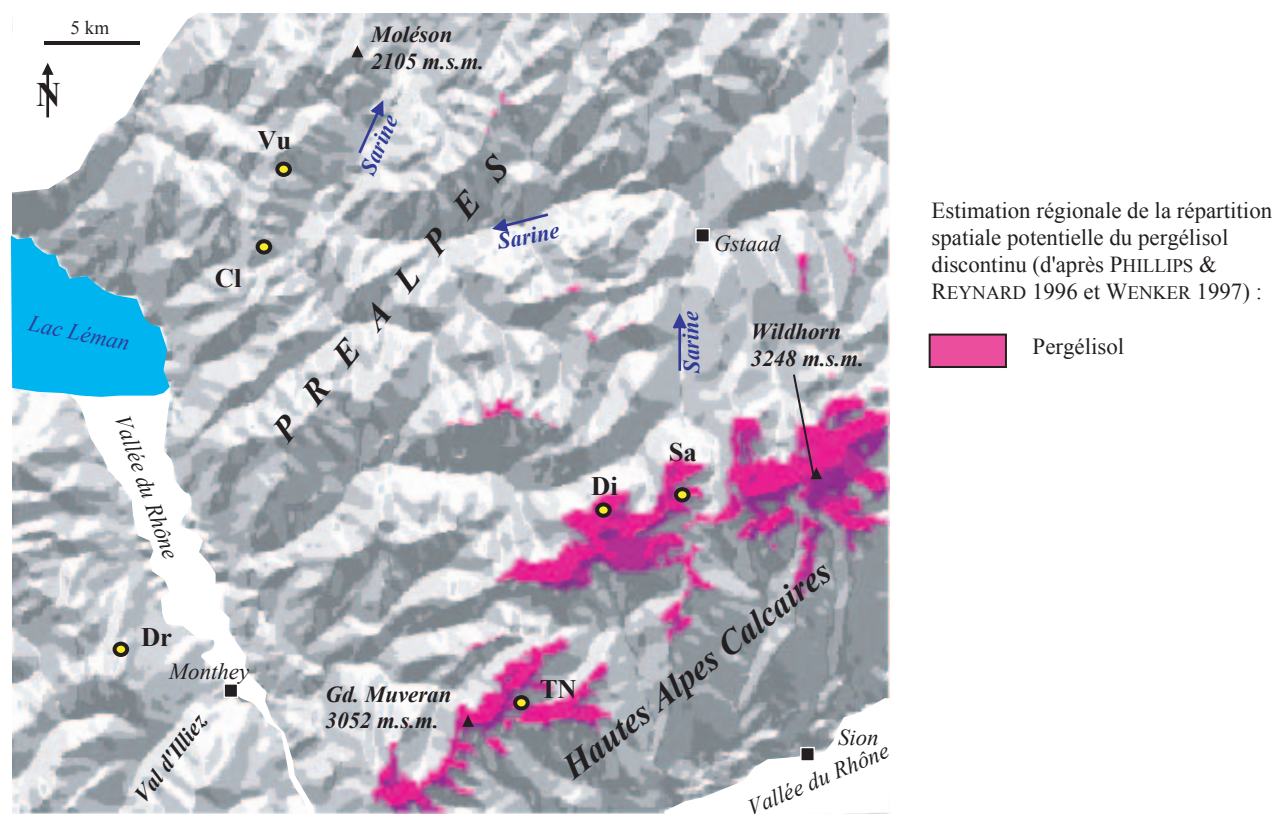 5 km
N
Moléson
2105 m.s.m.
Sarine
Vu
Cl
PREALPES
Sarine
Gstaad
Lac Léman
Sarine
Wildhorn
3248 m.s.m.
Vallée du Rhône
Sa
Di
Dr
Monthey
Val d'Illiez
Gd. Muveran
3052 m.s.m.
TN
Hautes Alpes Calcaires
Sion
Vallée du Rhône
Estimation régionale de la répartition
spatiale potentielle du pergélisol
discontinu (d'après PHILLIPS &
REYNARD 1996 et WENKER 1997) :
Pergélisol